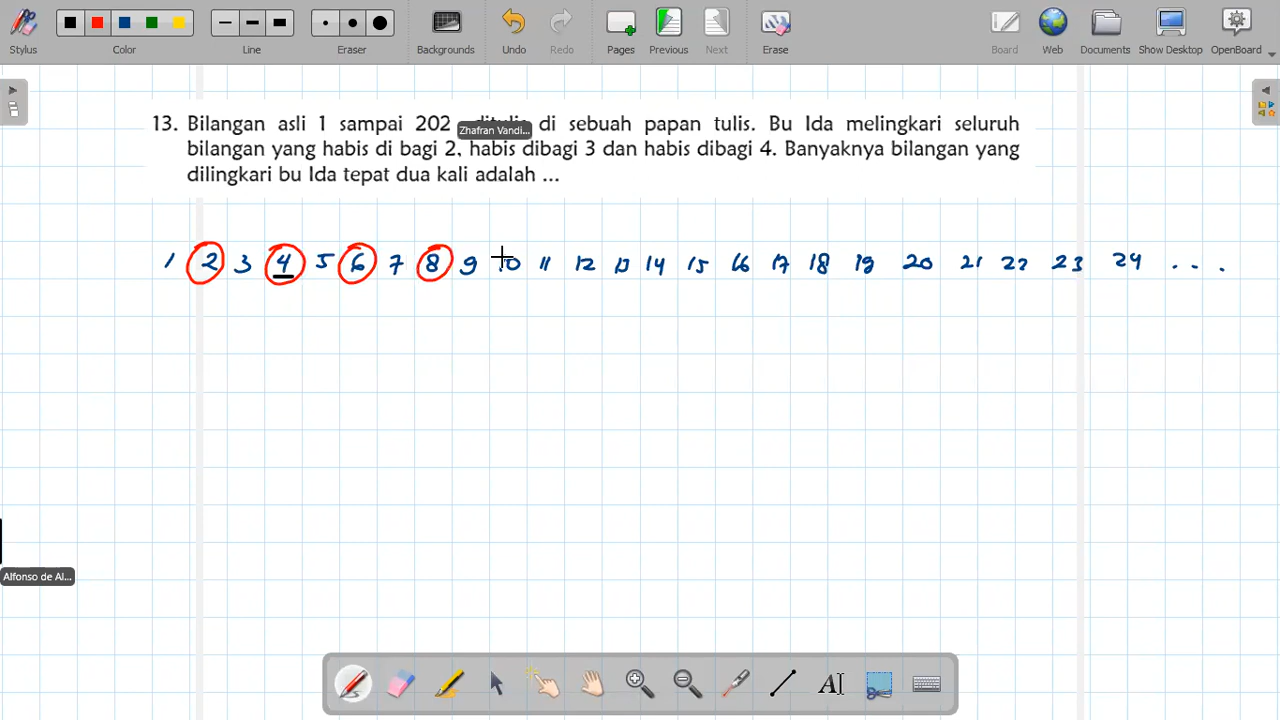 Stylus
Color
Line
Eraser
Backgrounds
Undo
Redo
Pages
Previous
Next
Erase
Board
Web
Documents
Show Desktop
OpenBoard
13. Bilangan asli 1 sampai 202 di sebuah papan tulis. Bu Ida melingkari seluruh
Zhafran Vandi...
bilangan yang habis di bagi 2, habis dibagi 3 dan habis dibagi 4. Banyaknya bilangan yang
dilingkari bu Ida tepat dua kali adalah ...
1 2 3 4 5 6 7 8 9 10 11 12 13 14 15 16 17 18 19 20 21 22 23 24 . . .
Alfonso de Al...
AI